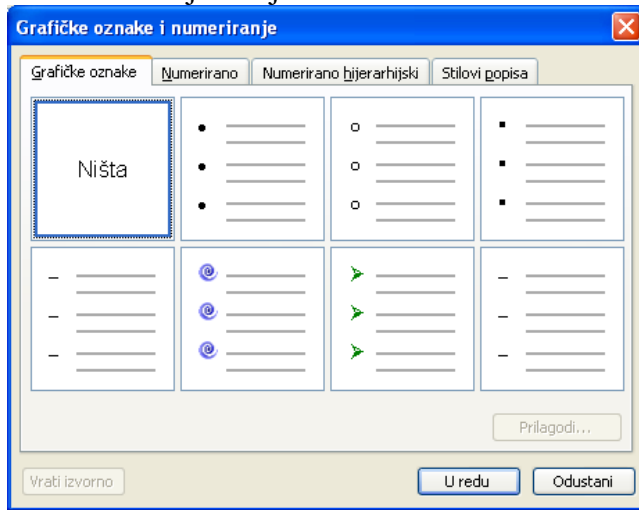 Grafičke oznake i numeriranje
Grafičke oznake Numerirano Numerirano hijerarhijski Stilovi popisa
Ništa
Prilagodi...
Vrati izvorno U redu Odustani